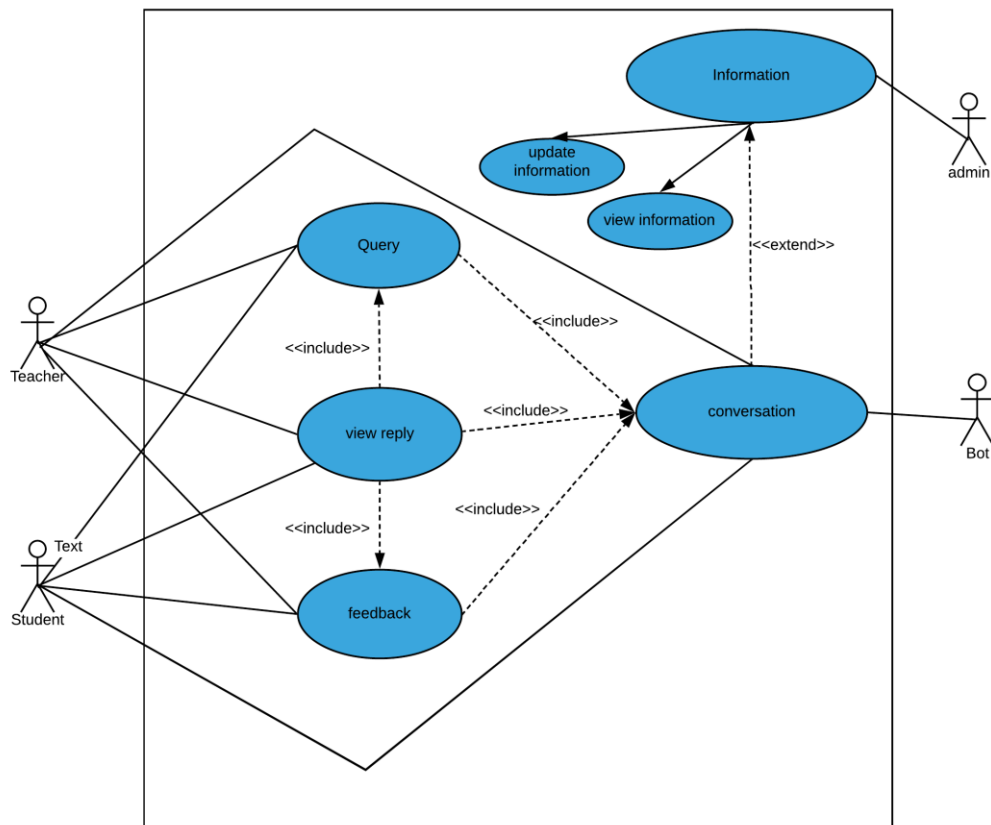 Information
update
information
admin
view information
Query
<<extend>>
<<include>>
<<include>>
Teacher
<<include>>
conversation
view reply
Bot
<<include>>
<<include>>
Text
feedback
Student